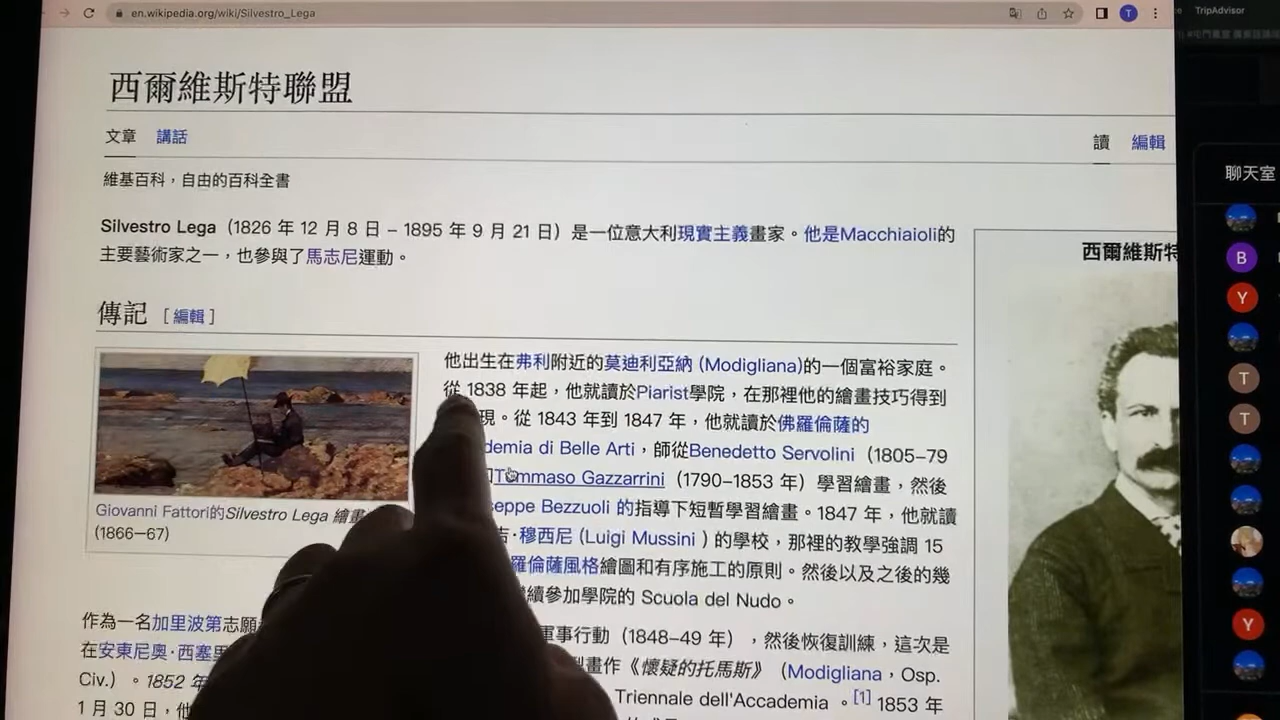 en.wikipedia.org/wiki/Silvestro_Lega
T
TripAdvisor
西爾維斯特聯盟
文章 講話
讀 編輯
維基百科，自由的百科全書
聊天室
Silvestro Lega（1826 年 12 月 8 日 – 1895 年 9 月 21 日）是一位意大利現實主義畫家。他是Macchiaioli的
主要藝術家之一，也參與了馬志尼運動。
西爾維斯特
B
Y
傳記 [編輯]
他出生在弗利附近的莫迪利亞納 (Modigliana)的一個富裕家庭。
從 1838 年起，他就讀於Piarist學院，在那裡他的繪畫技巧得到
現。從 1843 年到 1847 年，他就讀於佛羅倫薩的
demia di Belle Arti，師從Benedetto Servolini（1805–79
Tommaso Gazzarrini（1790–1853 年）學習繪畫，然後
seppe Bezzuoli 的指導下短暫學習繪畫。1847 年，他就讀
·穆西尼 (Luigi Mussini ) 的學校，那裡的教學強調 15
羅倫薩風格繪圖和有序施工的原則。然後以及之後的幾
續參加學院的 Scuola del Nudo。
T
T
Giovanni Fattori的Silvestro Lega 繪畫
(1866–67)
軍事行動（1848–49 年），然後恢復訓練，這次是
畫作《懷疑的托馬斯》（Modigliana，Osp.
Triennale dell'Accademia 。[1] 1853 年
作為一名加里波第志願
在安東尼奧·西塞
Civ.）。1852 年
1 月 30 日，他
Y